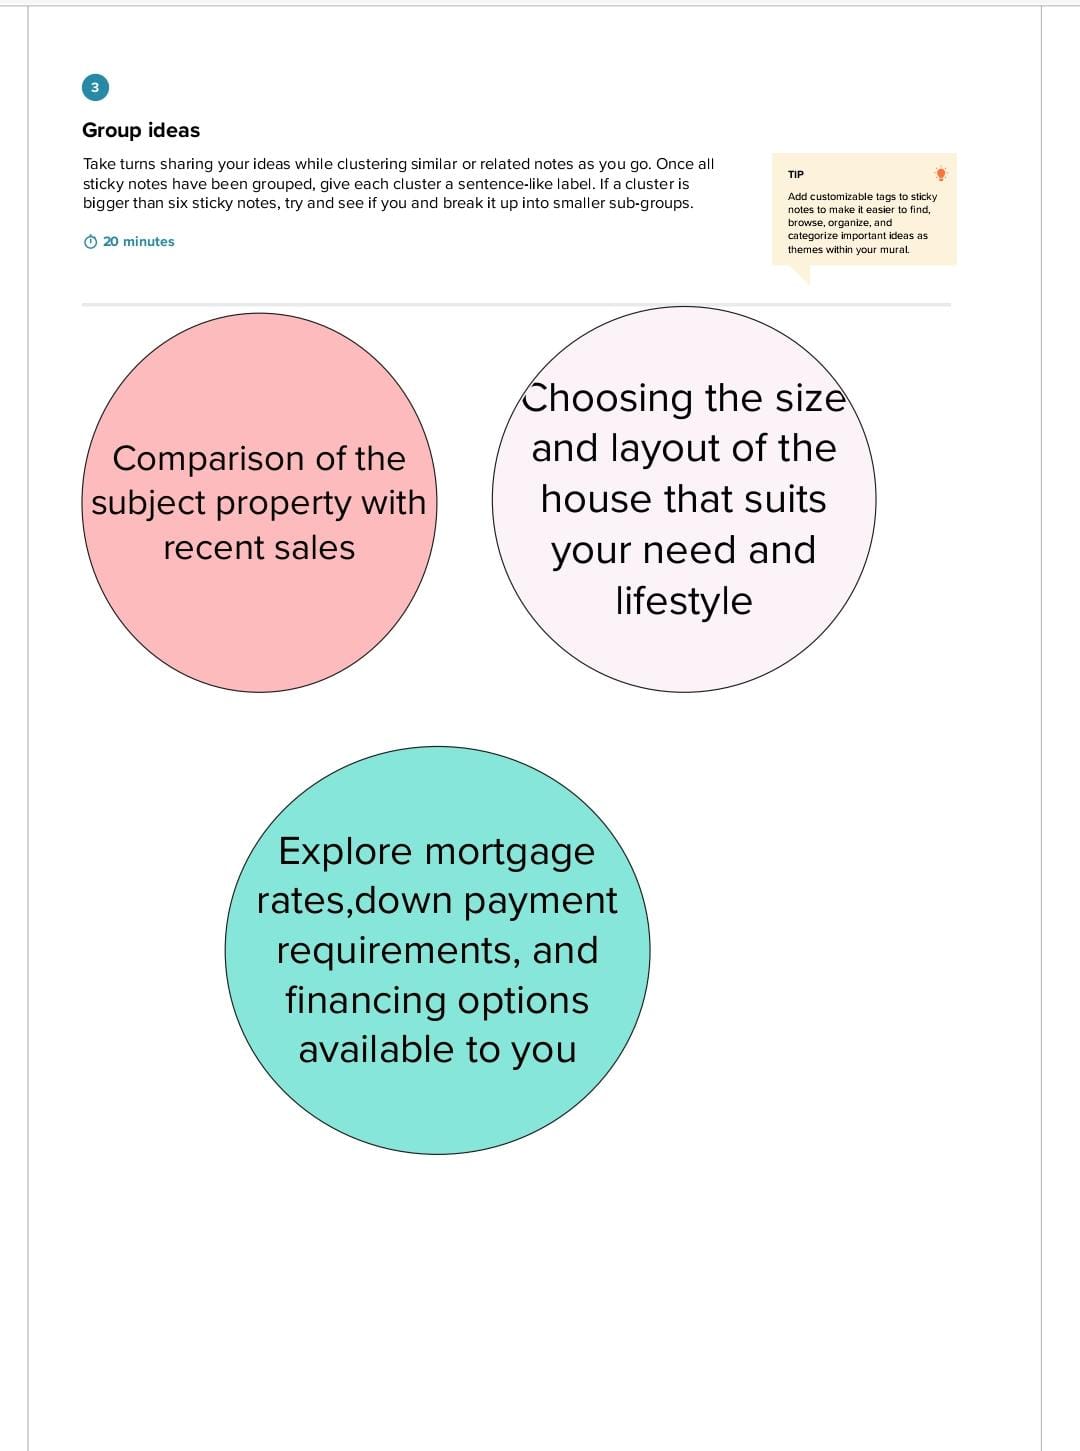 3
Group ideas
Take turns sharing your ideas while clustering similar or related notes as you go. Once all
sticky notes have been grouped, give each cluster a sentence-like label. If a cluster is
bigger than six sticky notes, try and see if you and break it up into smaller sub-groups.
20 minutes
TIP
Add customizable tags to sticky
notes to make it easier to find,
browse, organize, and
categorize important ideas as
themes within your mural.
Comparison of the
subject property with
recent sales
Choosing the size
and layout of the
house that suits
your need and
lifestyle
Explore mortgage
rates,down payment
requirements, and
financing options
available to you